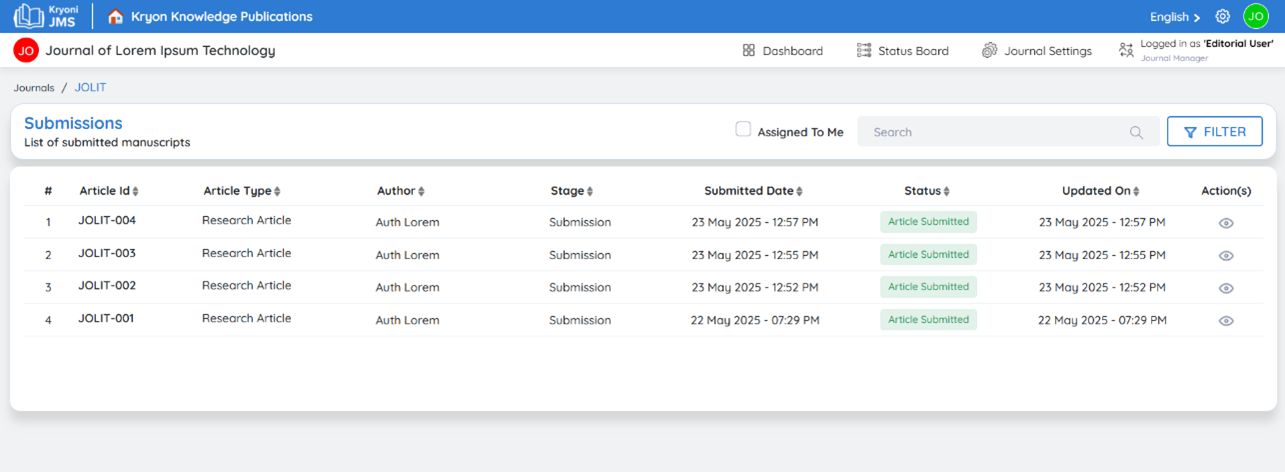 Kryoni
JMS
Kryon Knowledge Publications
English
JO
JO
Journal of Lorem Ipsum Technology
Dashboard
Status Board
Journal Settings
Logged in as 'Editorial User'
Journal Manager
Journals / JOLIT
Submissions
List of submitted manuscripts
Assigned To Me
Search
FILTER
# Article Id Article Type Author Stage Submitted Date Status Updated On Action(s)
1 JOLIT-004 Research Article Auth Lorem Submission 23 May 2025 - 12:57 PM Article Submitted 23 May 2025 - 12:57 PM
2 JOLIT-003 Research Article Auth Lorem Submission 23 May 2025 - 12:55 PM Article Submitted 23 May 2025 - 12:55 PM
3 JOLIT-002 Research Article Auth Lorem Submission 23 May 2025 - 12:52 PM Article Submitted 23 May 2025 - 12:52 PM
4 JOLIT-001 Research Article Auth Lorem Submission 22 May 2025 - 07:29 PM Article Submitted 22 May 2025 - 07:29 PM